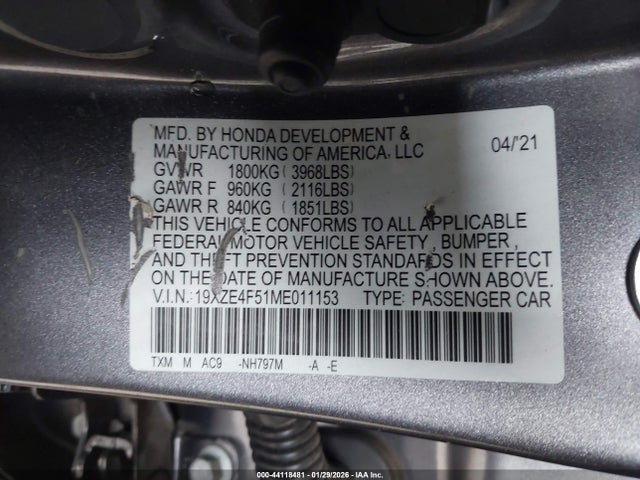 MFD. BY HONDA DEVELOPMENT &
MANUFACTURING OF AMERICA, LLC 04/'21
GVWR 1800KG ( 3968LBS)
GAWR F 960KG ( 2116LBS)
GAWR R 840KG ( 1851LBS)
THIS VEHICLE CONFORMS TO ALL APPLICABLE
FEDERAL MOTOR VEHICLE SAFETY , BUMPER ,
AND THEFT PREVENTION STANDARDS IN EFFECT
ON THE DATE OF MANUFACTURE SHOWN ABOVE.
V.I.N.: 19XZE4F51ME011153 TYPE: PASSENGER CAR
TXM M AC9 -NH797M -A -E
000-44118481 - 01/29/2026 - IAA Inc.